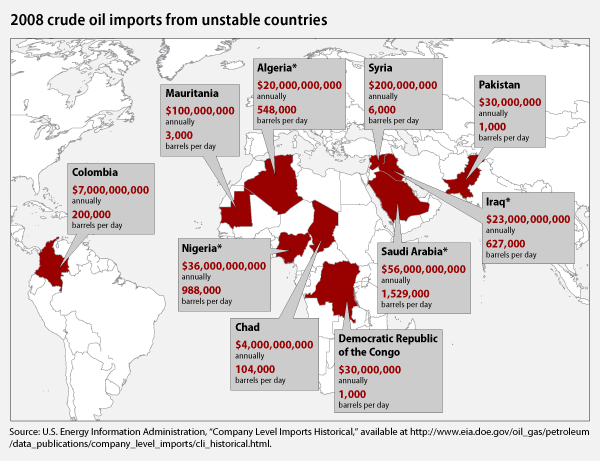 2008 crude oil imports from unstable countries
Algeria*
$20,000,000,000
annually
548,000
barrels per day
Syria
$200,000,000
annually
6,000
barrels per day
Pakistan
$30,000,000
annually
1,000
barrels per day
Mauritania
$100,000,000
annually
3,000
barrels per day
Colombia
$7,000,000,000
annually
200,000
barrels per day
Iraq*
$23,000,000,000
annually
627,000
barrels per day
Nigeria*
$36,000,000,000
annually
988,000
barrels per day
Saudi Arabia*
$56,000,000,000
annually
1,529,000
barrels per day
Chad
$4,000,000,000
annually
104,000
barrels per day
Democratic Republic
of the Congo
$30,000,000
annually
1,000
barrels per day
Source: U.S. Energy Information Administration, “Company Level Imports Historical,” available at http://www.eia.doe.gov/oil_gas/petroleum
/data_publications/company_level_imports/cli_historical.html.